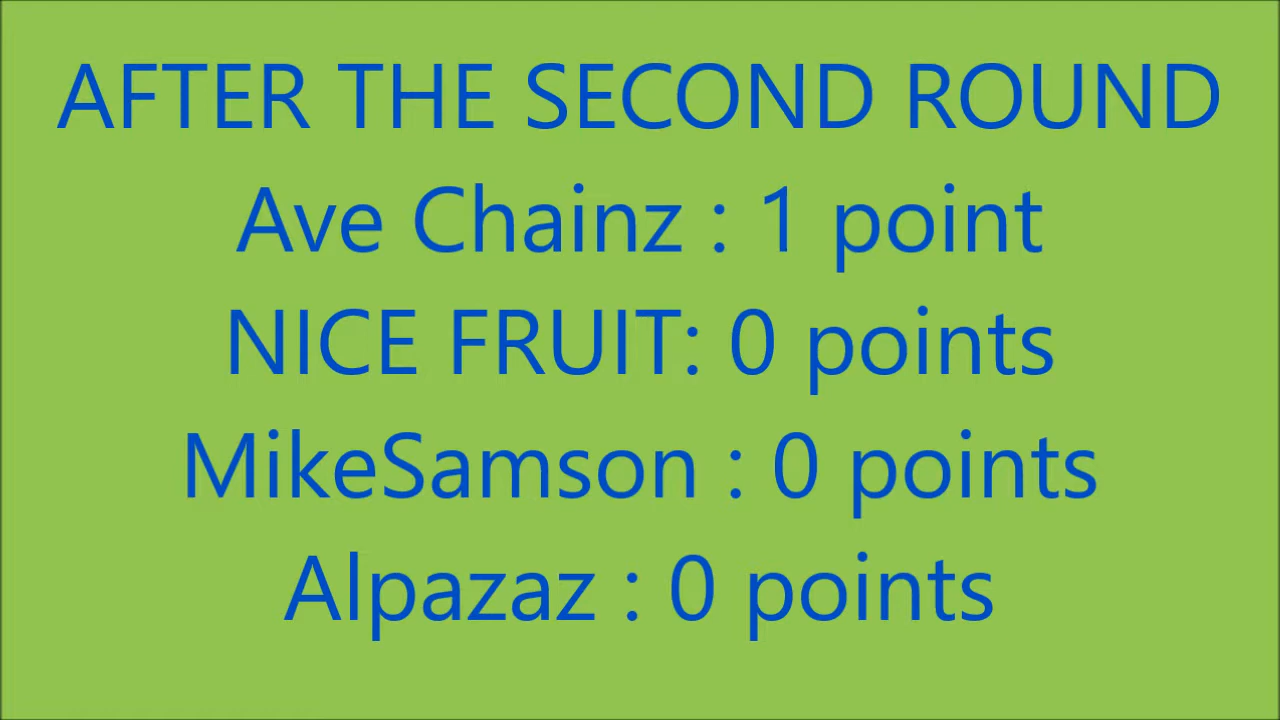 AFTER THE SECOND ROUND
Ave Chainz : 1 point
NICE FRUIT: 0 points
MikeSamson : 0 points
Alpazaz : 0 points